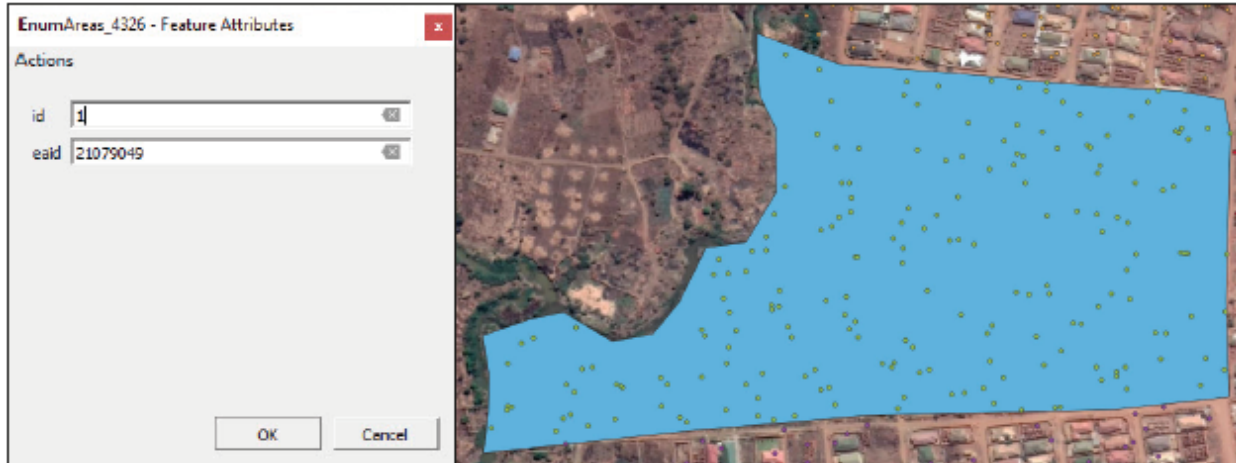 EnumAreas_4326 - Feature Attributes
x
Actions
id 1
eaid 21079049
OK Cancel